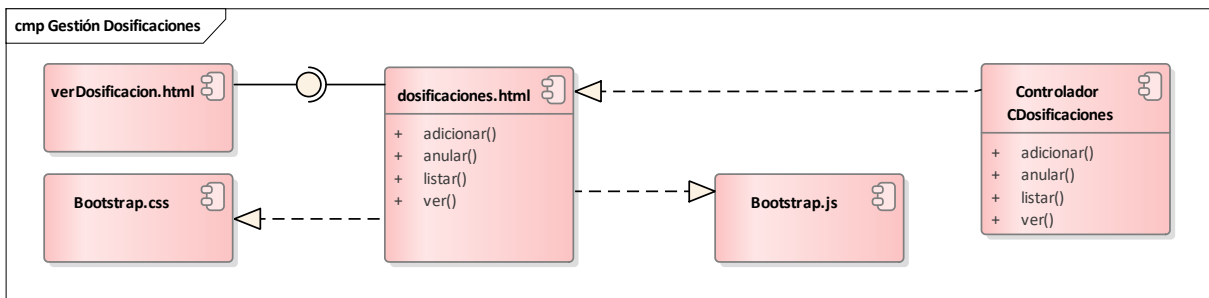 cmp Gestión Dosificaciones
verDosificacion.html
dosificaciones.html
+ adicionar()
+ anular()
+ listar()
+ ver()
Controlador
CDosificaciones
+ adicionar()
+ anular()
+ listar()
+ ver()
Bootstrap.css
Bootstrap.js